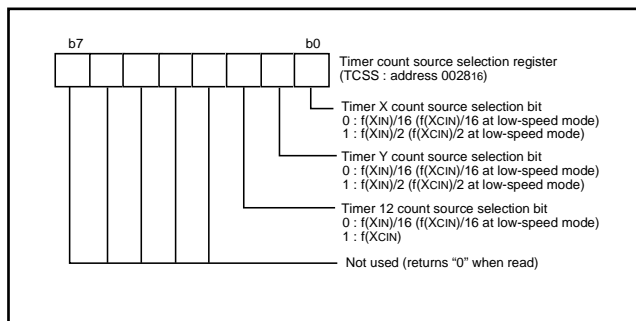 b7 b0
Timer count source selection register
(TCSS : address 002816)
Timer X count source selection bit
0 : f(XIN)/16 (f(XCIN)/16 at low-speed mode)
1 : f(XIN)/2 (f(XCIN)/2 at low-speed mode)
Timer Y count source selection bit
0 : f(XIN)/16 (f(XCIN)/16 at low-speed mode)
1 : f(XIN)/2 (f(XCIN)/2 at low-speed mode)
Timer 12 count source selection bit
0 : f(XIN)/16 (f(XCIN)/16 at low-speed mode)
1 : f(XCIN)
Not used (returns “0” when read)